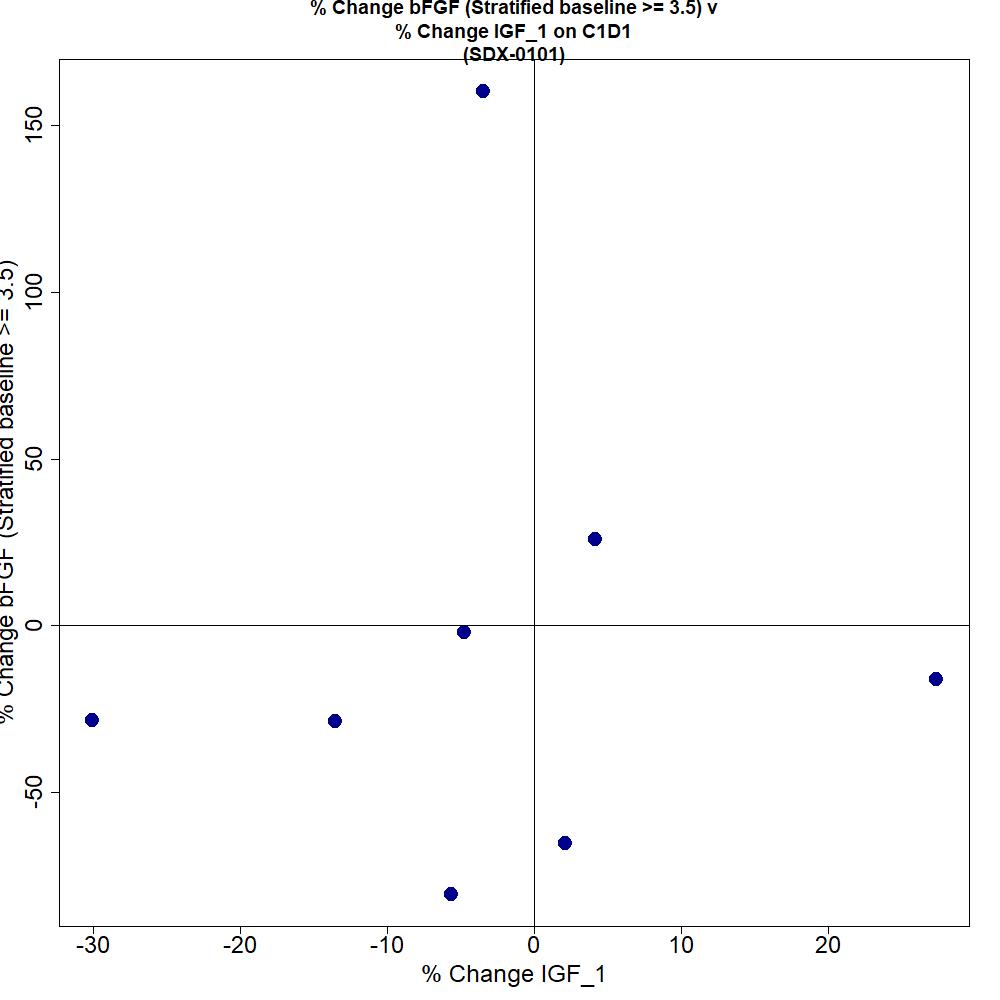 % Change bFGF (Stratified baseline >= 3.5) v
% Change IGF_1 on C1D1
(SDX-0101)
% Change bFGF (Stratified baseline >= 3.5)
150
100
50
0
-50
-30 -20 -10 0 10 20
% Change IGF_1